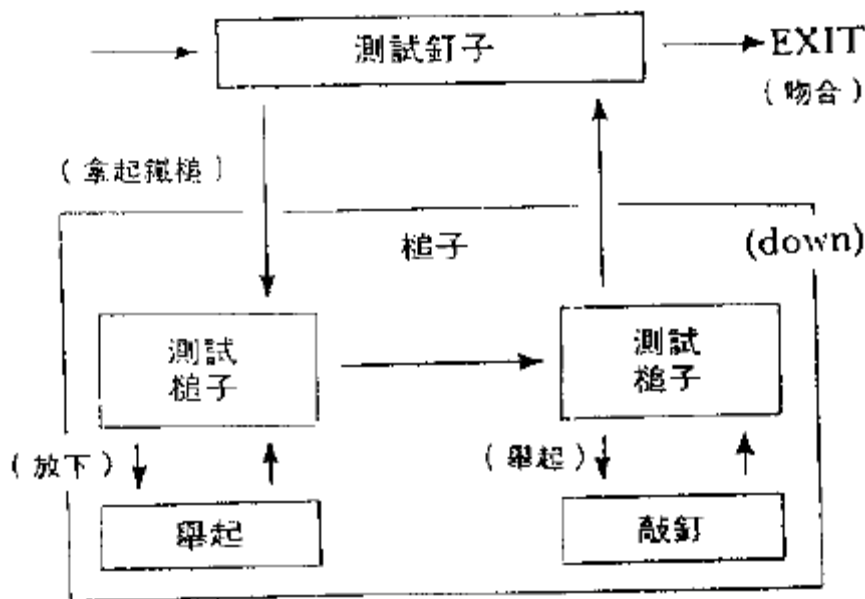 測試釘子
EXIT
(吻合)
(拿起鐵槌)
槌子
(down)
測試
槌子
測試
槌子
(放下)
(舉起)
舉起
敲釘